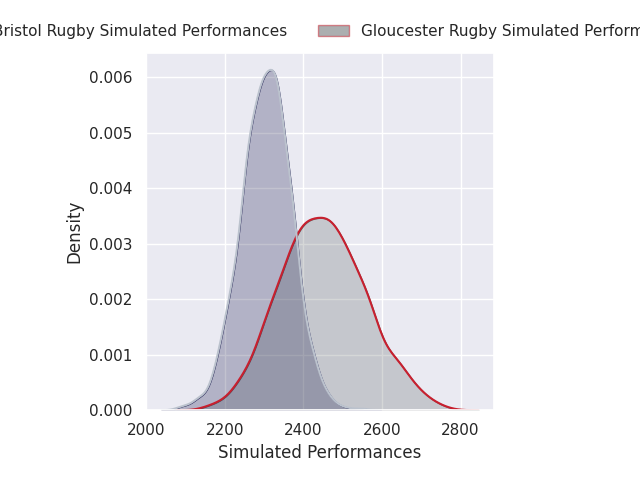 Bristol Rugby Simulated Performances Gloucester Rugby Simulated Perform
0.006
0.005
0.004
0.003
0.002
0.001
0.000
Density
2000 2200 2400 2600 2800
Simulated Performances